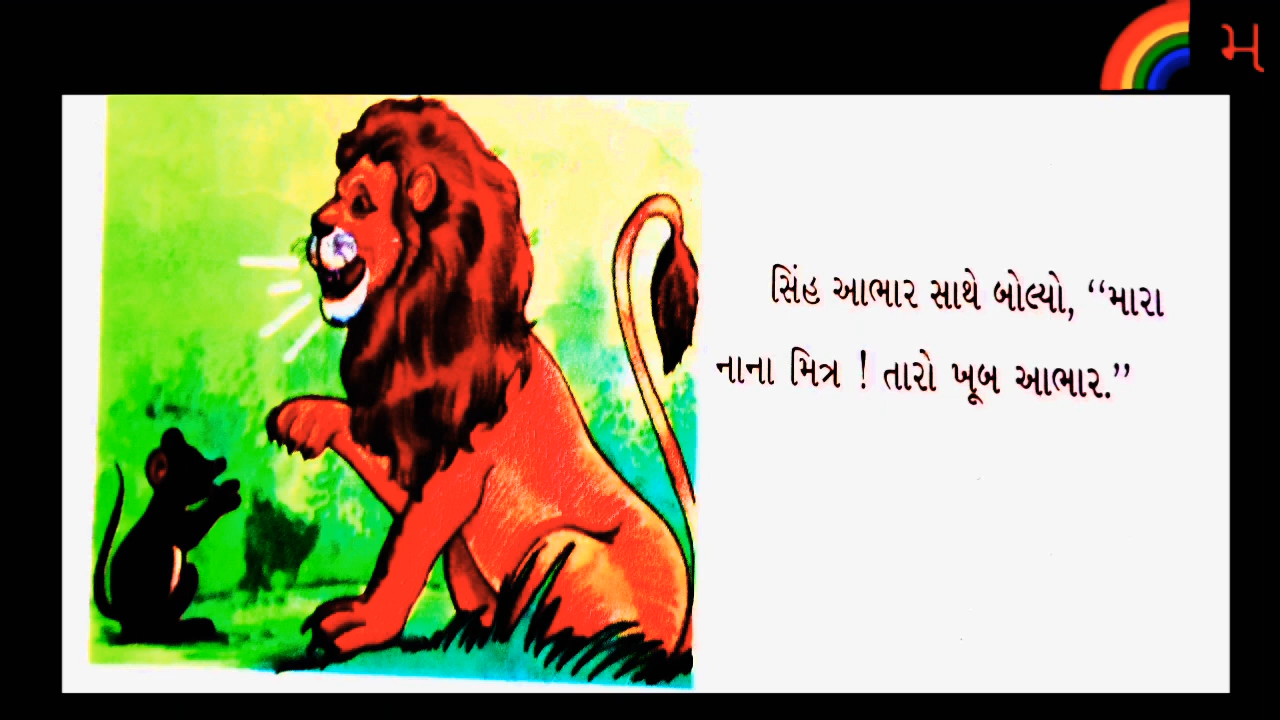 મ
સિંહ આભાર સાથે બોલ્યો, “મારા
નાના મિત્ર ! તારો ખૂબ આભાર.”